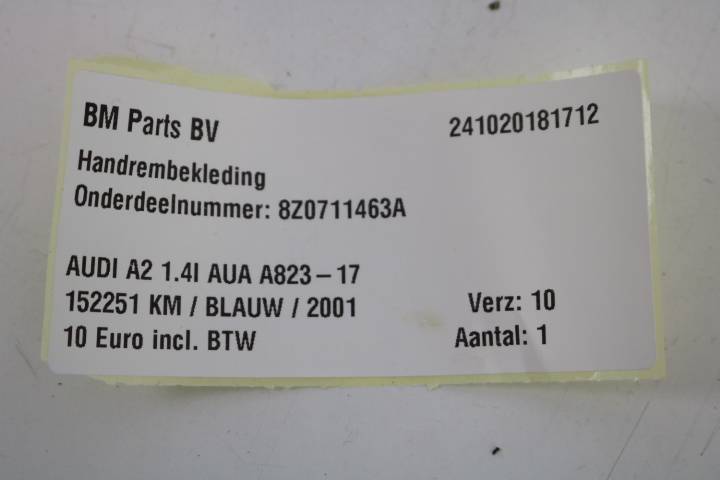 BM Parts BV 241020181712
Handrembekleding
Onderdeelnummer: 8Z0711463A
AUDI A2 1.4I AUA A823-17
152251 KM / BLAUW / 2001 Verz: 10
10 Euro incl. BTW Aantal: 1